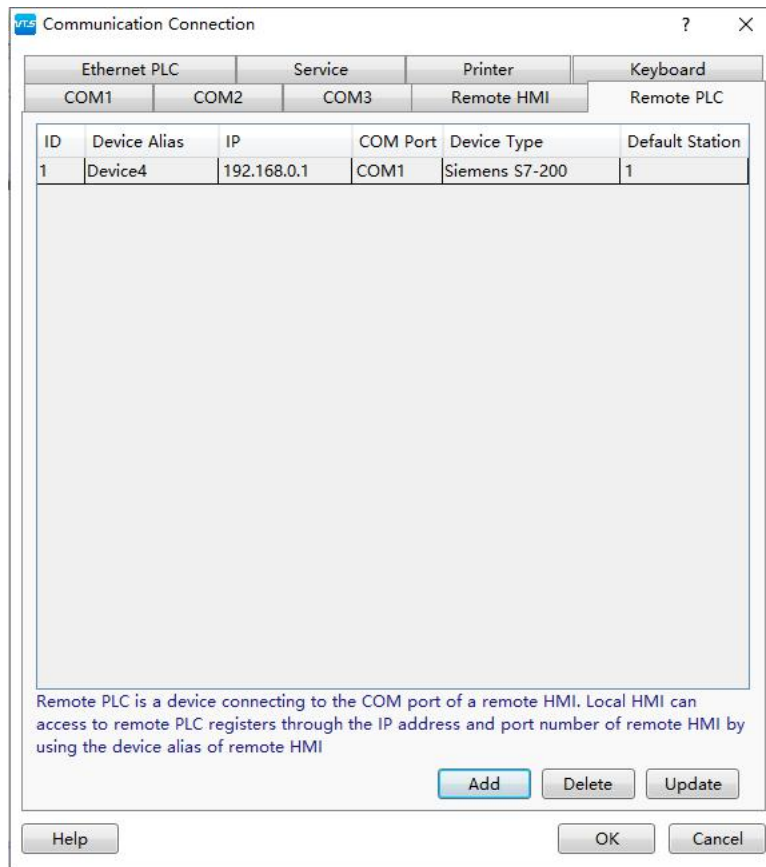 VT5 Communication Connection ? ×
Ethernet PLC Service Printer Keyboard
COM1 COM2 COM3 Remote HMI Remote PLC
ID Device Alias IP COM Port Device Type Default Station
1 Device4 192.168.0.1 COM1 Siemens S7-200 1
Remote PLC is a device connecting to the COM port of a remote HMI. Local HMI can
access to remote PLC registers through the IP address and port number of remote HMI by
using the device alias of remote HMI
Add Delete Update
Help OK Cancel